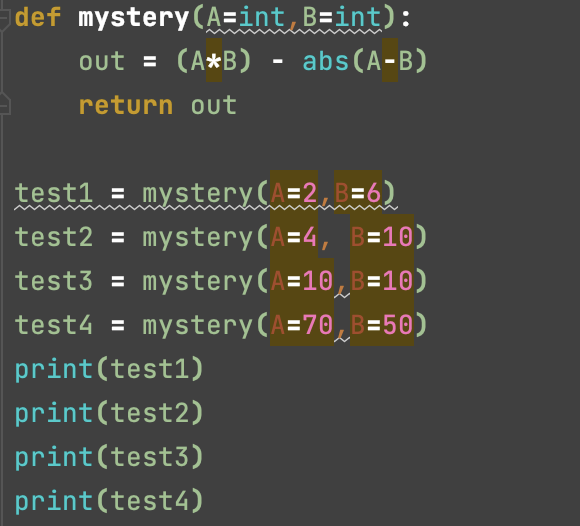 def mystery(A=int,B=int):
    out = (A*B) - abs(A-B)
    return out

test1 = mystery(A=2,B=6)
test2 = mystery(A=4, B=10)
test3 = mystery(A=10,B=10)
test4 = mystery(A=70,B=50)
print(test1)
print(test2)
print(test3)
print(test4)